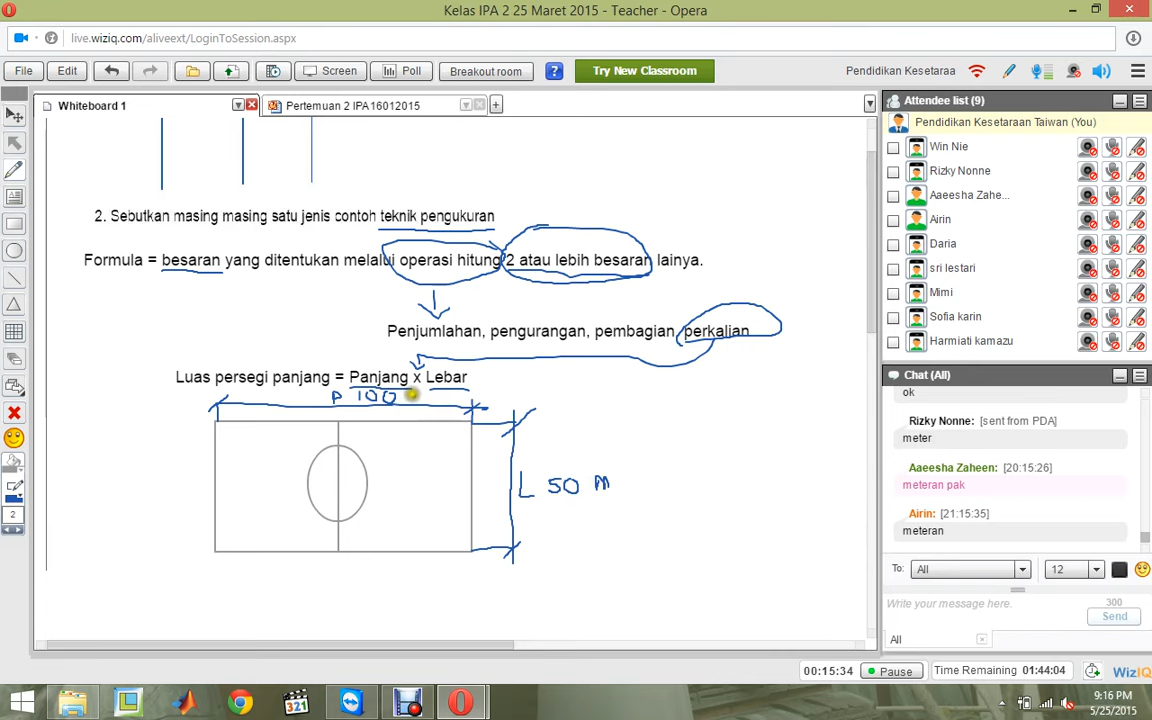 Kelas IPA 2 25 Maret 2015 - Teacher - Opera
live.wiziq.com/aliveext/LoginToSession.aspx
File
Edit
Screen
Poll
Breakout room
?
Try New Classroom
Pendidikan Kesetaraa
Whiteboard 1
Pertemuan 2 IPA16012015
Attendee list (9)
Pendidikan Kesetaraan Taiwan (You)
Win Nie
Rizky Nonne
Aaeesha Zahe...
Airin
Daria
sri lestari
Mimi
Sofia karin
Harmiati kamazu
2. Sebutkan masing masing satu jenis contoh teknik pengukuran
Formula = besaran yang ditentukan melalui operasi hitung 2 atau lebih besaran lainya.
Penjumlahan, pengurangan, pembagian, perkalian
Luas persegi panjang = Panjang x Lebar
P 100
L 50 m
2
Chat (All)
ok
Rizky Nonne: [sent from PDA]
meter
Aaeesha Zaheen: [20:15:26]
meteran pak
Airin: [21:15:35]
meteran
To: All 12
Write your message here.
300
Send
All
00:15:34
Pause
Time Remaining 01:44:04
WizIQ
321
9:16 PM
5/25/2015